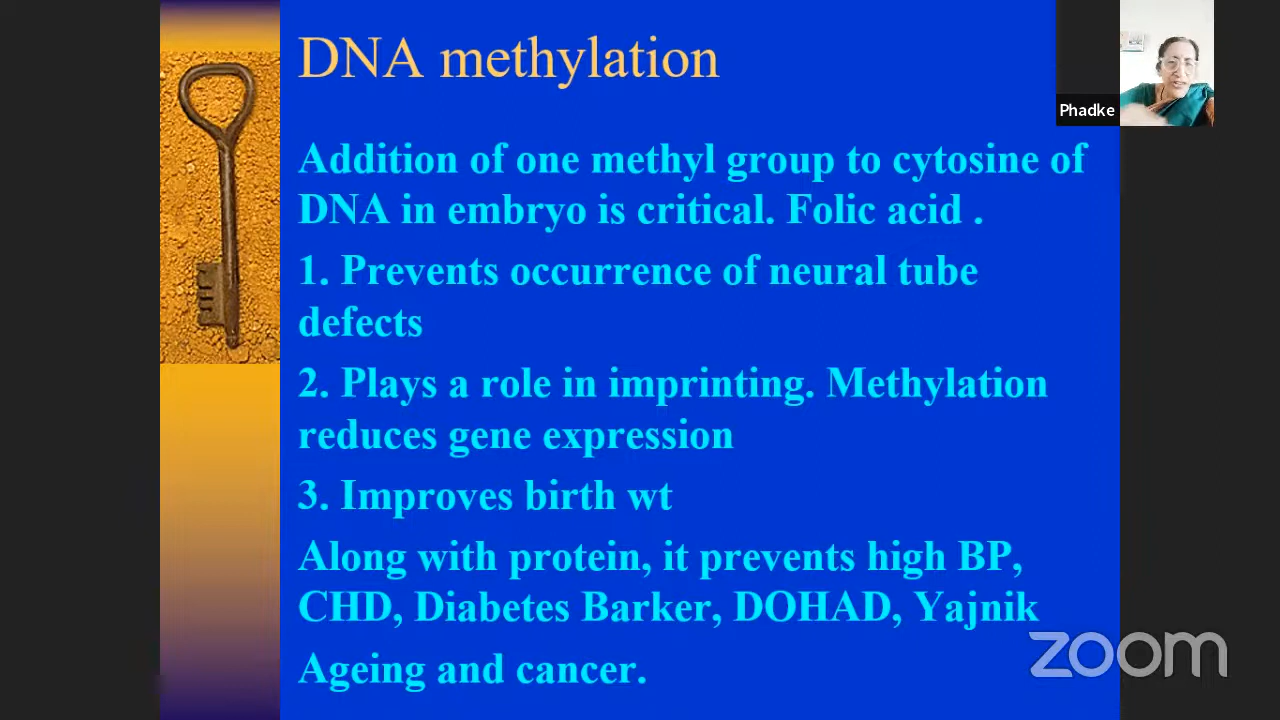 DNA methylation
Phadke
Addition of one methyl group to cytosine of
DNA in embryo is critical. Folic acid .
1. Prevents occurrence of neural tube
defects
2. Plays a role in imprinting. Methylation
reduces gene expression
3. Improves birth wt
Along with protein, it prevents high BP,
CHD, Diabetes Barker, DOHAD, Yajnik
Ageing and cancer.
zoom